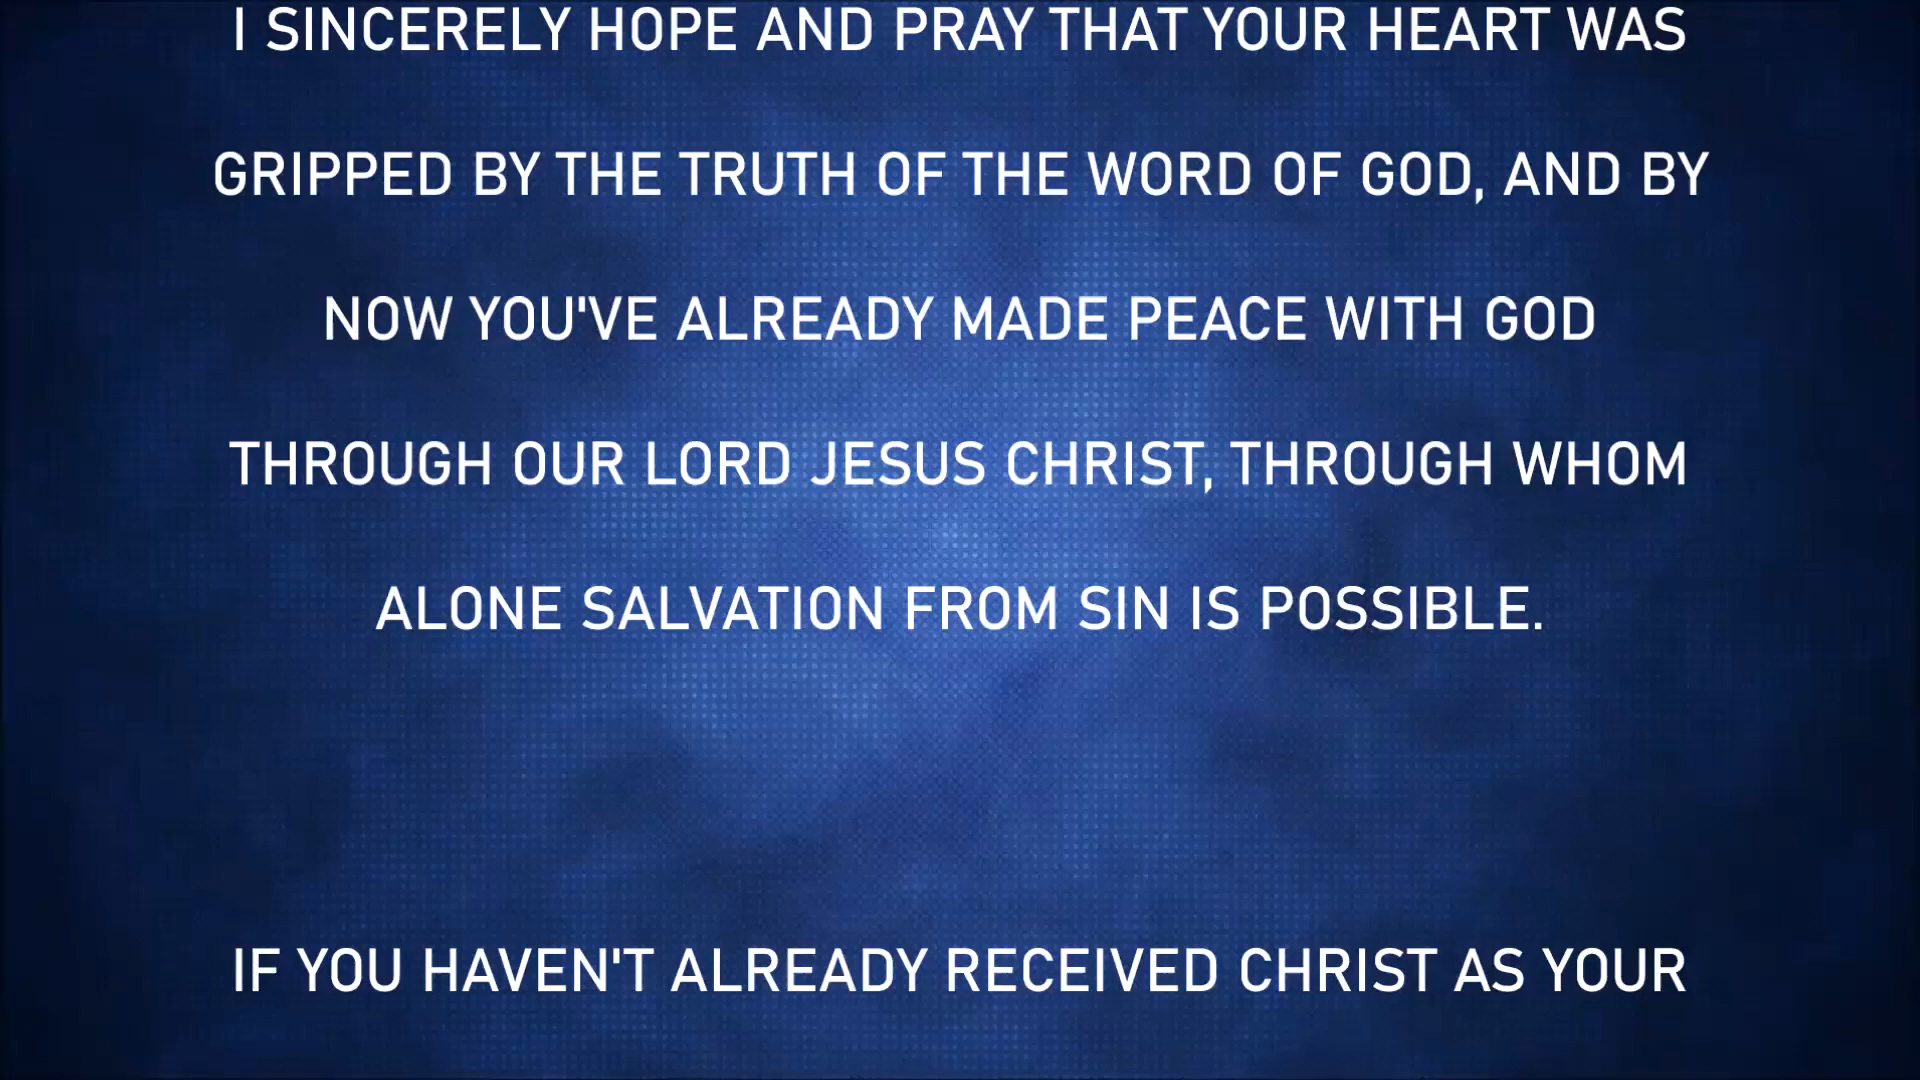 I SINCERELY HOPE AND PRAY THAT YOUR HEART WAS
GRIPPED BY THE TRUTH OF THE WORD OF GOD, AND BY
NOW YOU'VE ALREADY MADE PEACE WITH GOD
THROUGH OUR LORD JESUS CHRIST, THROUGH WHOM
ALONE SALVATION FROM SIN IS POSSIBLE.
IF YOU HAVEN'T ALREADY RECEIVED CHRIST AS YOUR